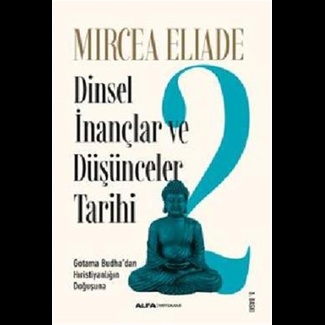 MIRCEA ELIADE
Dinsel
İnançlar ve
Düşünceler
Tarihi
2
Gotama Budha'dan
Hıristiyanlığın
Doğuşuna
ALFA